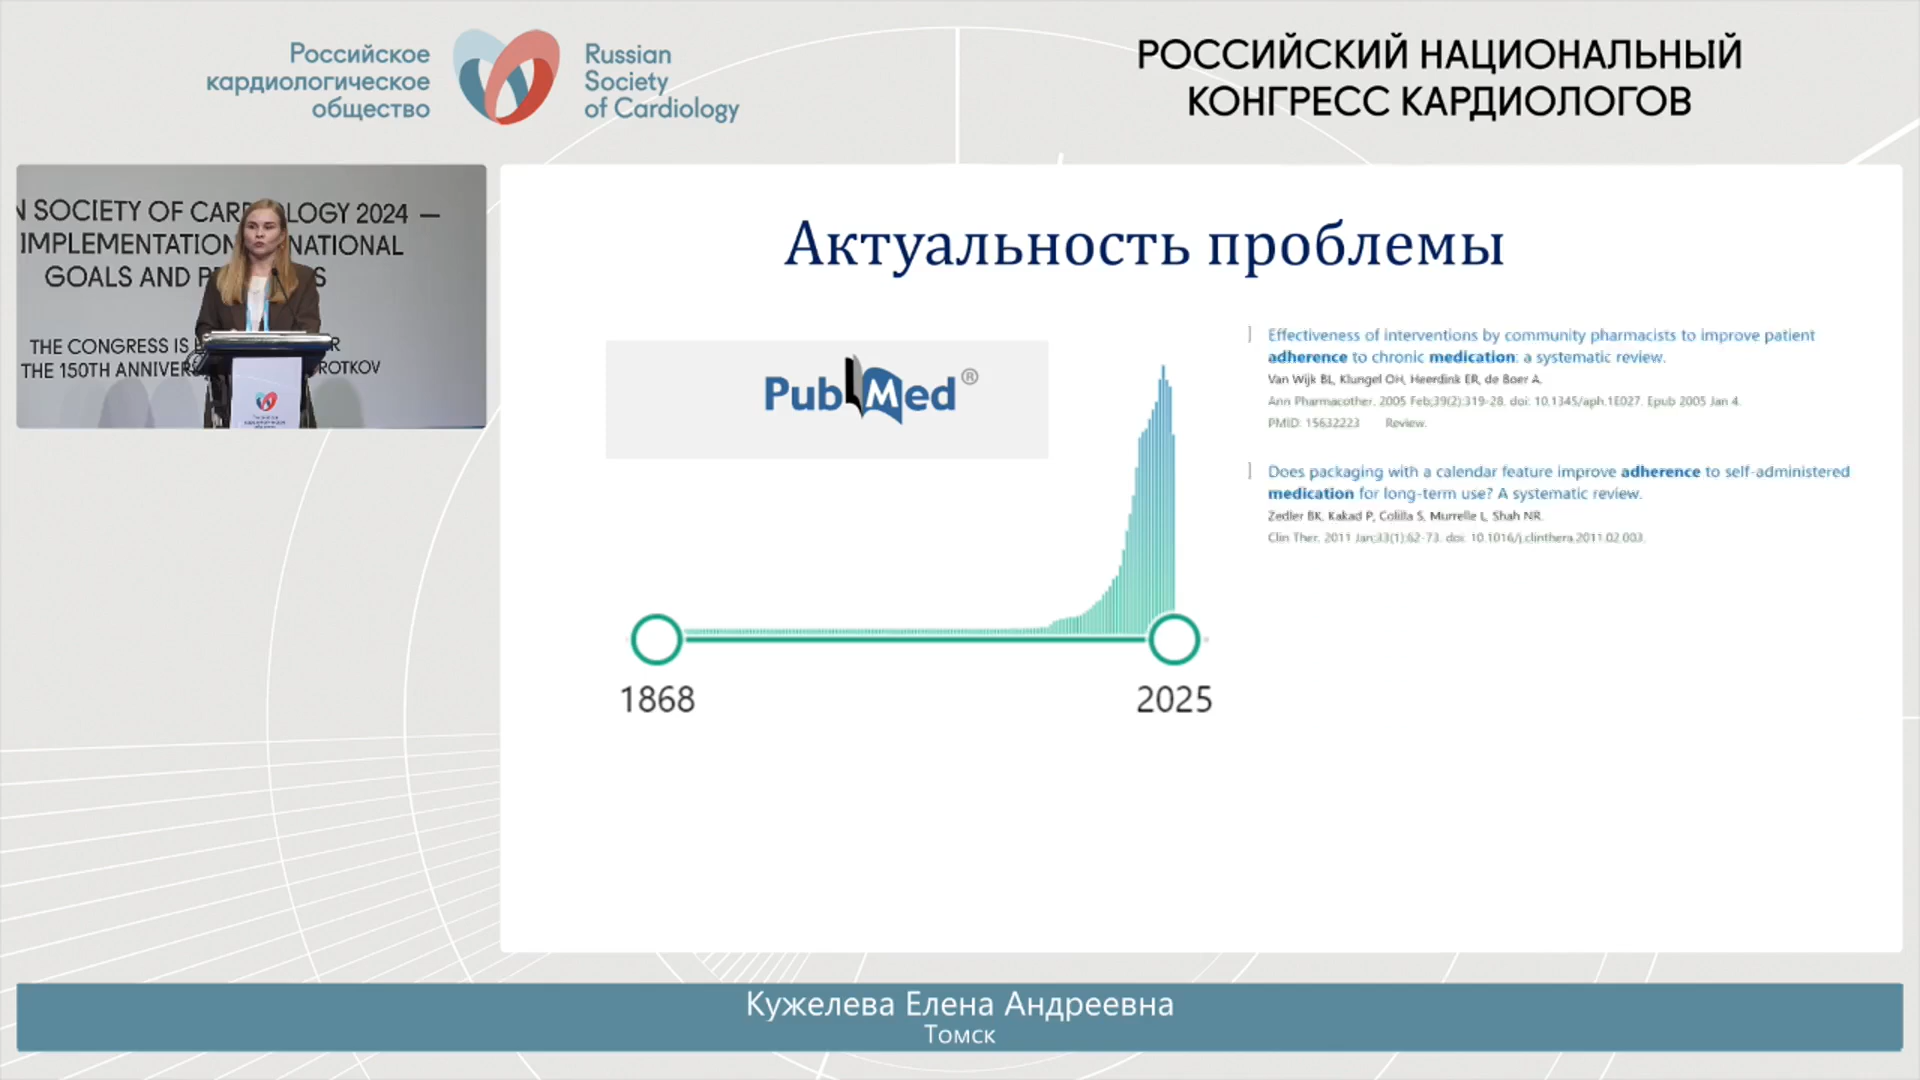 Российское
кардиологическое
общество
Russian
Society
of Cardiology
РОССИЙСКИЙ НАЦИОНАЛЬНЫЙ
КОНГРЕСС КАРДИОЛОГОВ
N SOCIETY OF CARD LOGY 2024 —
IMPLEMENTATION NATIONAL
GOALS AND P S
THE CONGRESS IS R
THE 150TH ANNIVER ROTKOV
Актуальность проблемы
PubMed®
1868
2025
Effectiveness of interventions by community pharmacists to improve patient
adherence to chronic medication: a systematic review.
Van Wijk BL, Klungel OH, Heerdink ER, de Boer A.
Ann Pharmacother. 2005 Feb;39(2):319-28. doi: 10.1345/aph.1E027. Epub 2005 Jan 4.
PMID: 15632223 Review.
Does packaging with a calendar feature improve adherence to self-administered
medication for long-term use? A systematic review.
Zedler BK, Kakad P, Colilla S, Murrelle L, Shah NR.
Clin Ther. 2011 Jan;33(1):62-73. doi: 10.1016/j.clinthera.2011.02.003.
Кужелева Елена Андреевна
Томск